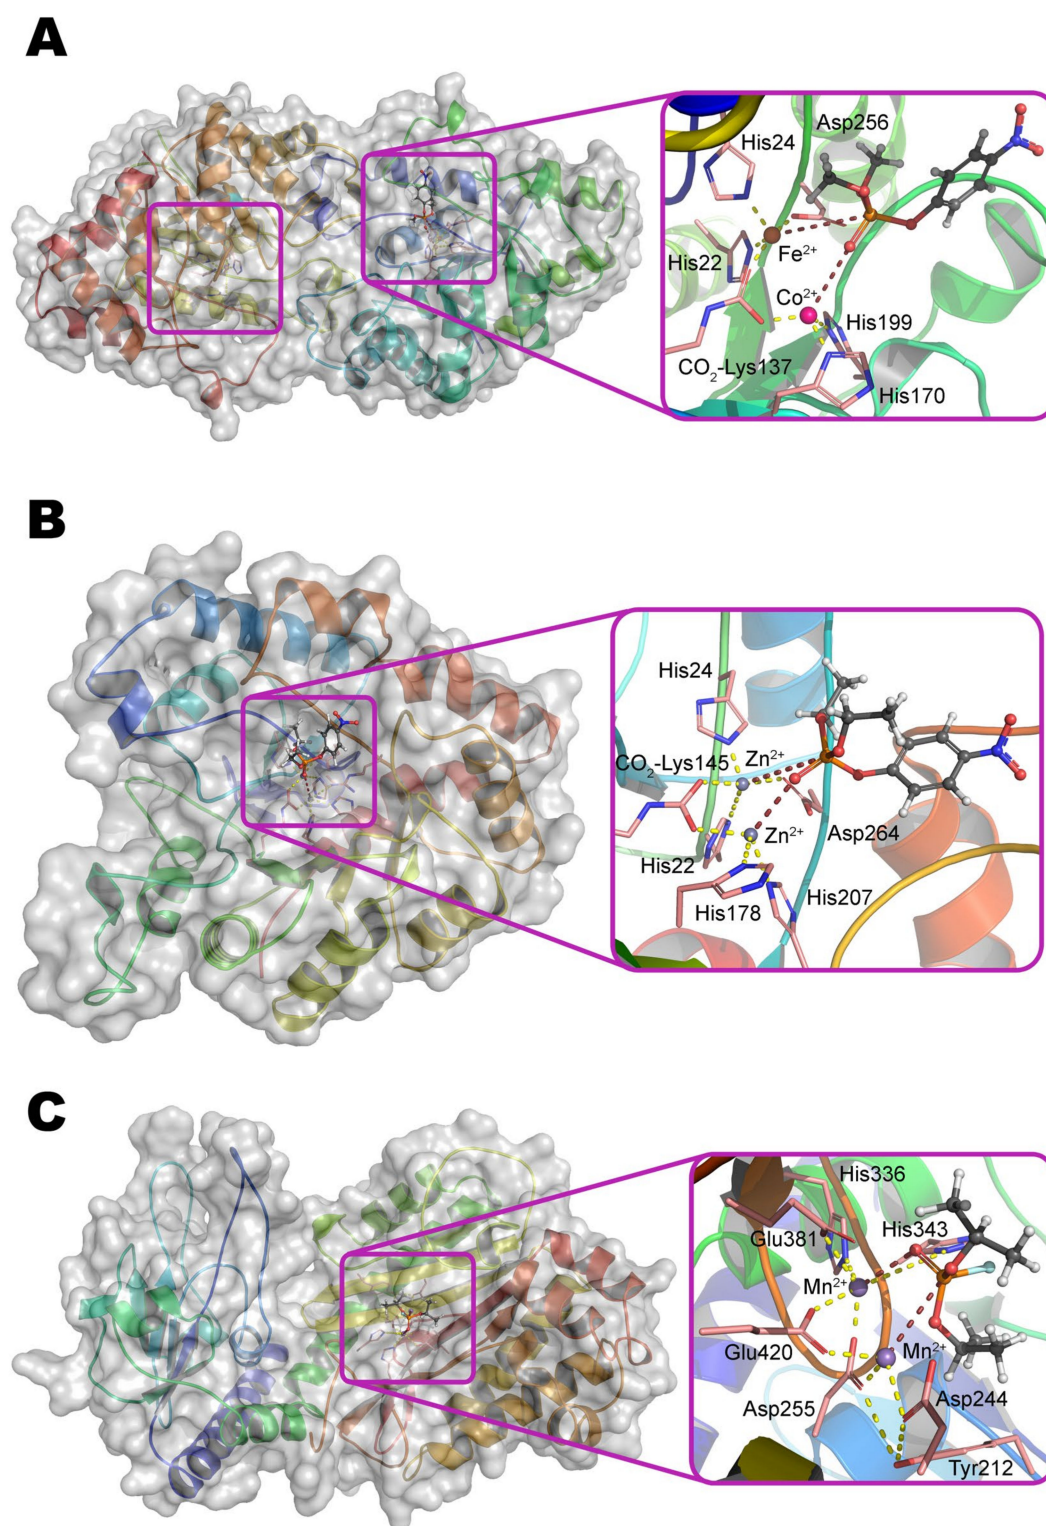 A
His24
Asp256
His22
Fe²⁺
Co²⁺
His199
CO₂-Lys137
His170
B
His24
CO₂-Lys145
Zn²⁺
Zn²⁺
Asp264
His22
His207
His178
C
His336
Glu381
His343
Mn²⁺
Glu420
Mn²⁺
Asp255
Asp244
Tyr212